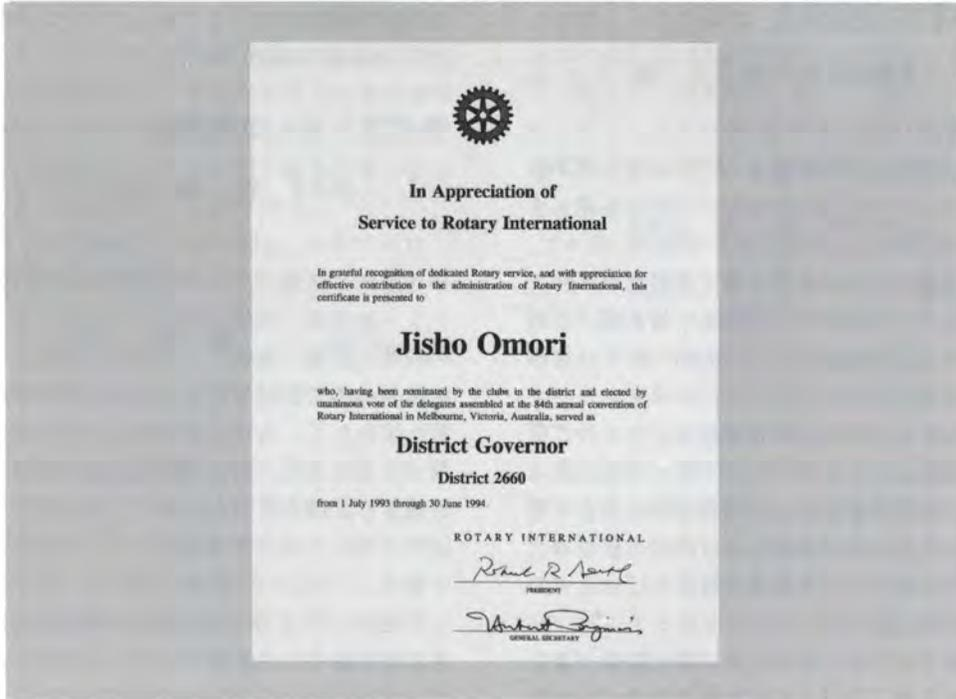 In Appreciation of
Service to Rotary International
In grateful recognition of dedicated Rotary service, and with appreciation for
effective contribution to the administration of Rotary International, this
certificate is presented to
Jisho Omori
who, having been nominated by the clubs in the district and elected by
unanimous vote of the delegates assembled at the 84th annual convention of
Rotary International in Melbourne, Victoria, Australia, served as
District Governor
District 2660
from 1 July 1993 through 30 June 1994
ROTARY INTERNATIONAL
Robert R
PRESIDENT
Herbert
GENERAL SECRETARY